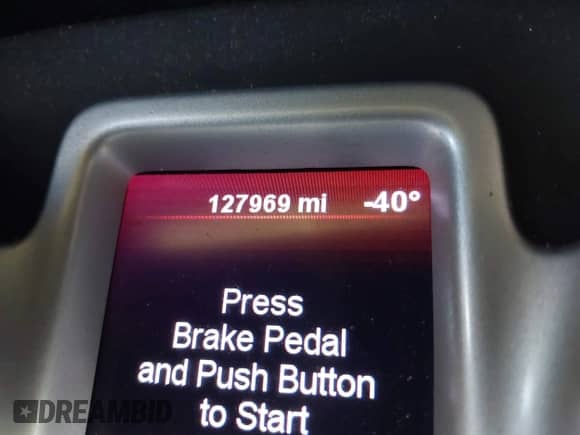 127969 mi -40°
Press
Brake Pedal
and Push Button
to Start
DREAMBID